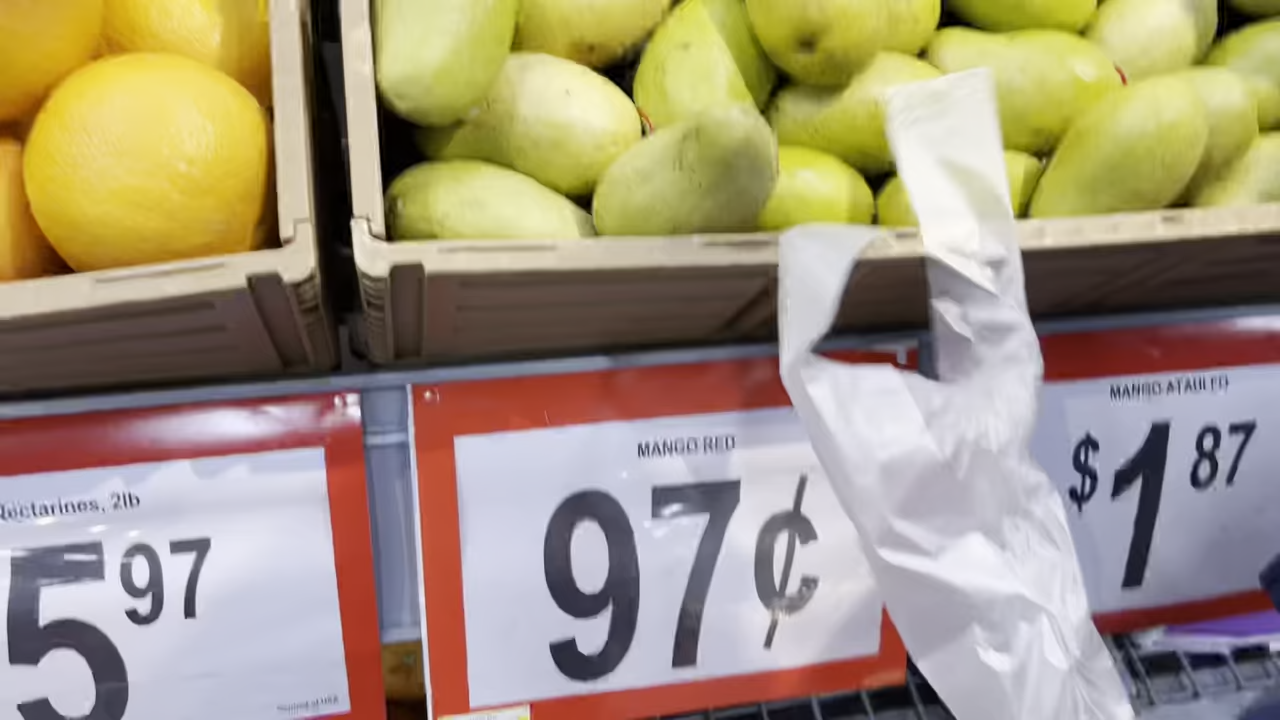 Nectarines, 2lb
5 97
MANGO RED
97¢
MANGO ATAULFO
$1 87